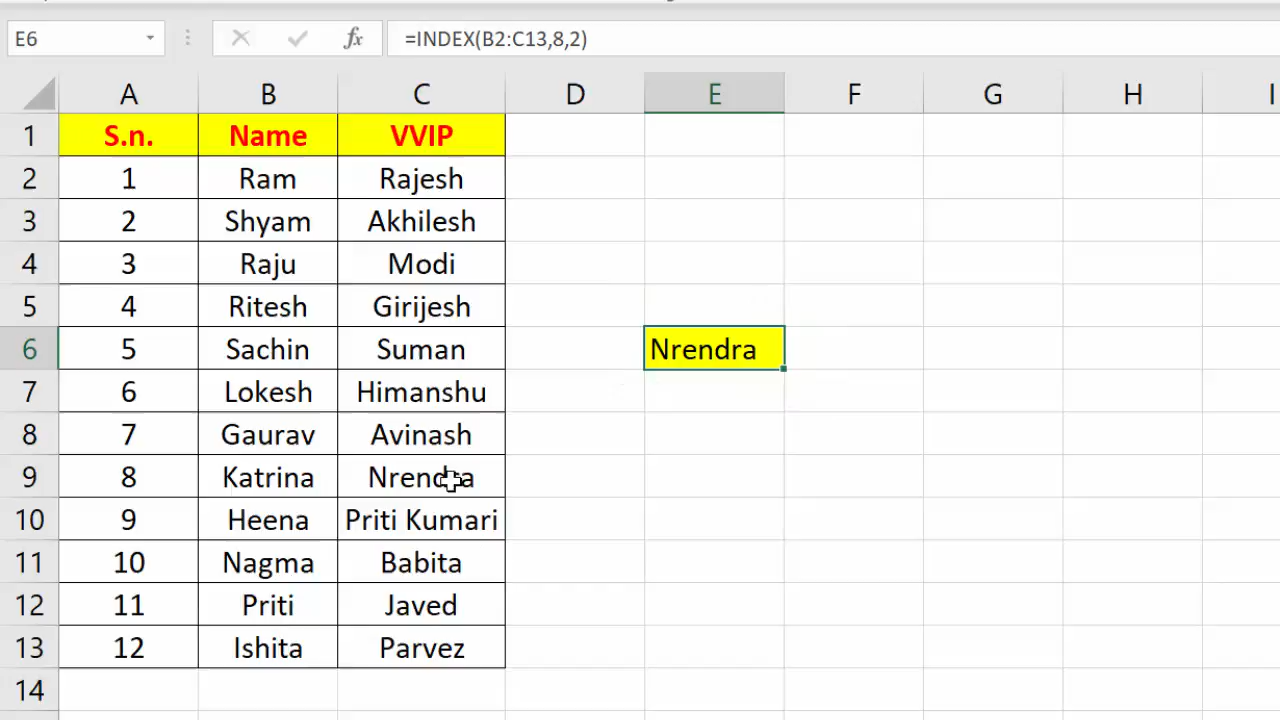 E6 fx =INDEX(B2:C13,8,2)
A B C D E F G H I
1 S.n. Name VVIP
2 1 Ram Rajesh
3 2 Shyam Akhilesh
4 3 Raju Modi
5 4 Ritesh Girijesh
6 5 Sachin Suman Nrendra
7 6 Lokesh Himanshu
8 7 Gaurav Avinash
9 8 Katrina Nrendra
10 9 Heena Priti Kumari
11 10 Nagma Babita
12 11 Priti Javed
13 12 Ishita Parvez
14